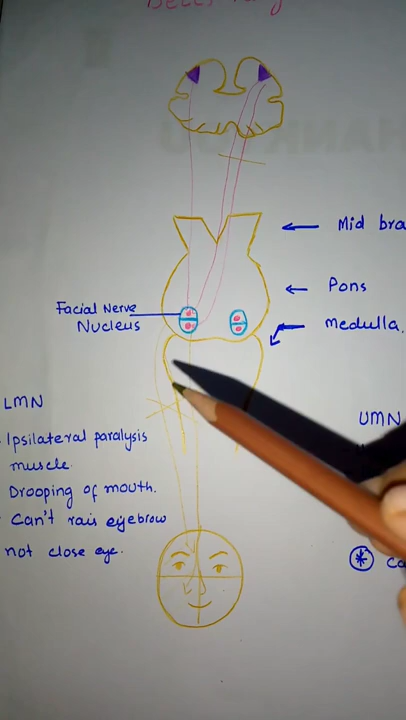 Mid bra
Pons
Medulla.
Facial Nerve
Nucleus
LMN
Ipsilateral paralysis
muscle.
Drooping of mouth.
Can't rais eyebrow
not close eye.
UMN
Ca